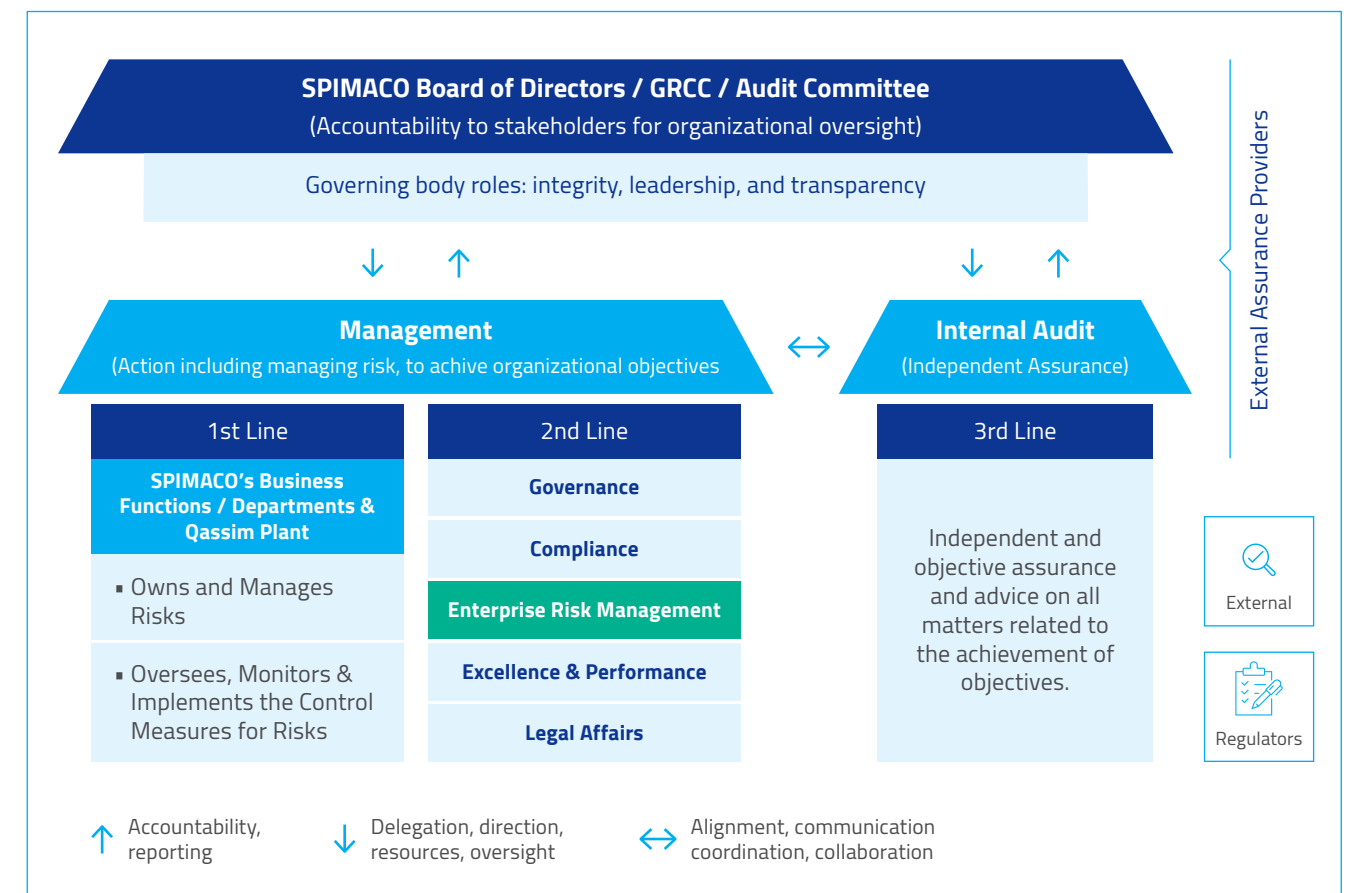 SPIMACO Board of Directors / GRCC / Audit Committee
(Accountability to stakeholders for organizational oversight)
Governing body roles: integrity, leadership, and transparency
External Assurance Providers
Management
(Action including managing risk, to achive organizational objectives
Internal Audit
(Independent Assurance)
1st Line
SPIMACO’s Business
Functions / Departments &
Qassim Plant
▪ Owns and Manages
Risks
▪ Oversees, Monitors &
Implements the Control
Measures for Risks
2nd Line
Governance
Compliance
Enterprise Risk Management
Excellence & Performance
Legal Affairs
3rd Line
Independent and
objective assurance
and advice on all
matters related to
the achievement of
objectives.
External
Regulators
Accountability,
reporting
Delegation, direction,
resources, oversight
Alignment, communication
coordination, collaboration